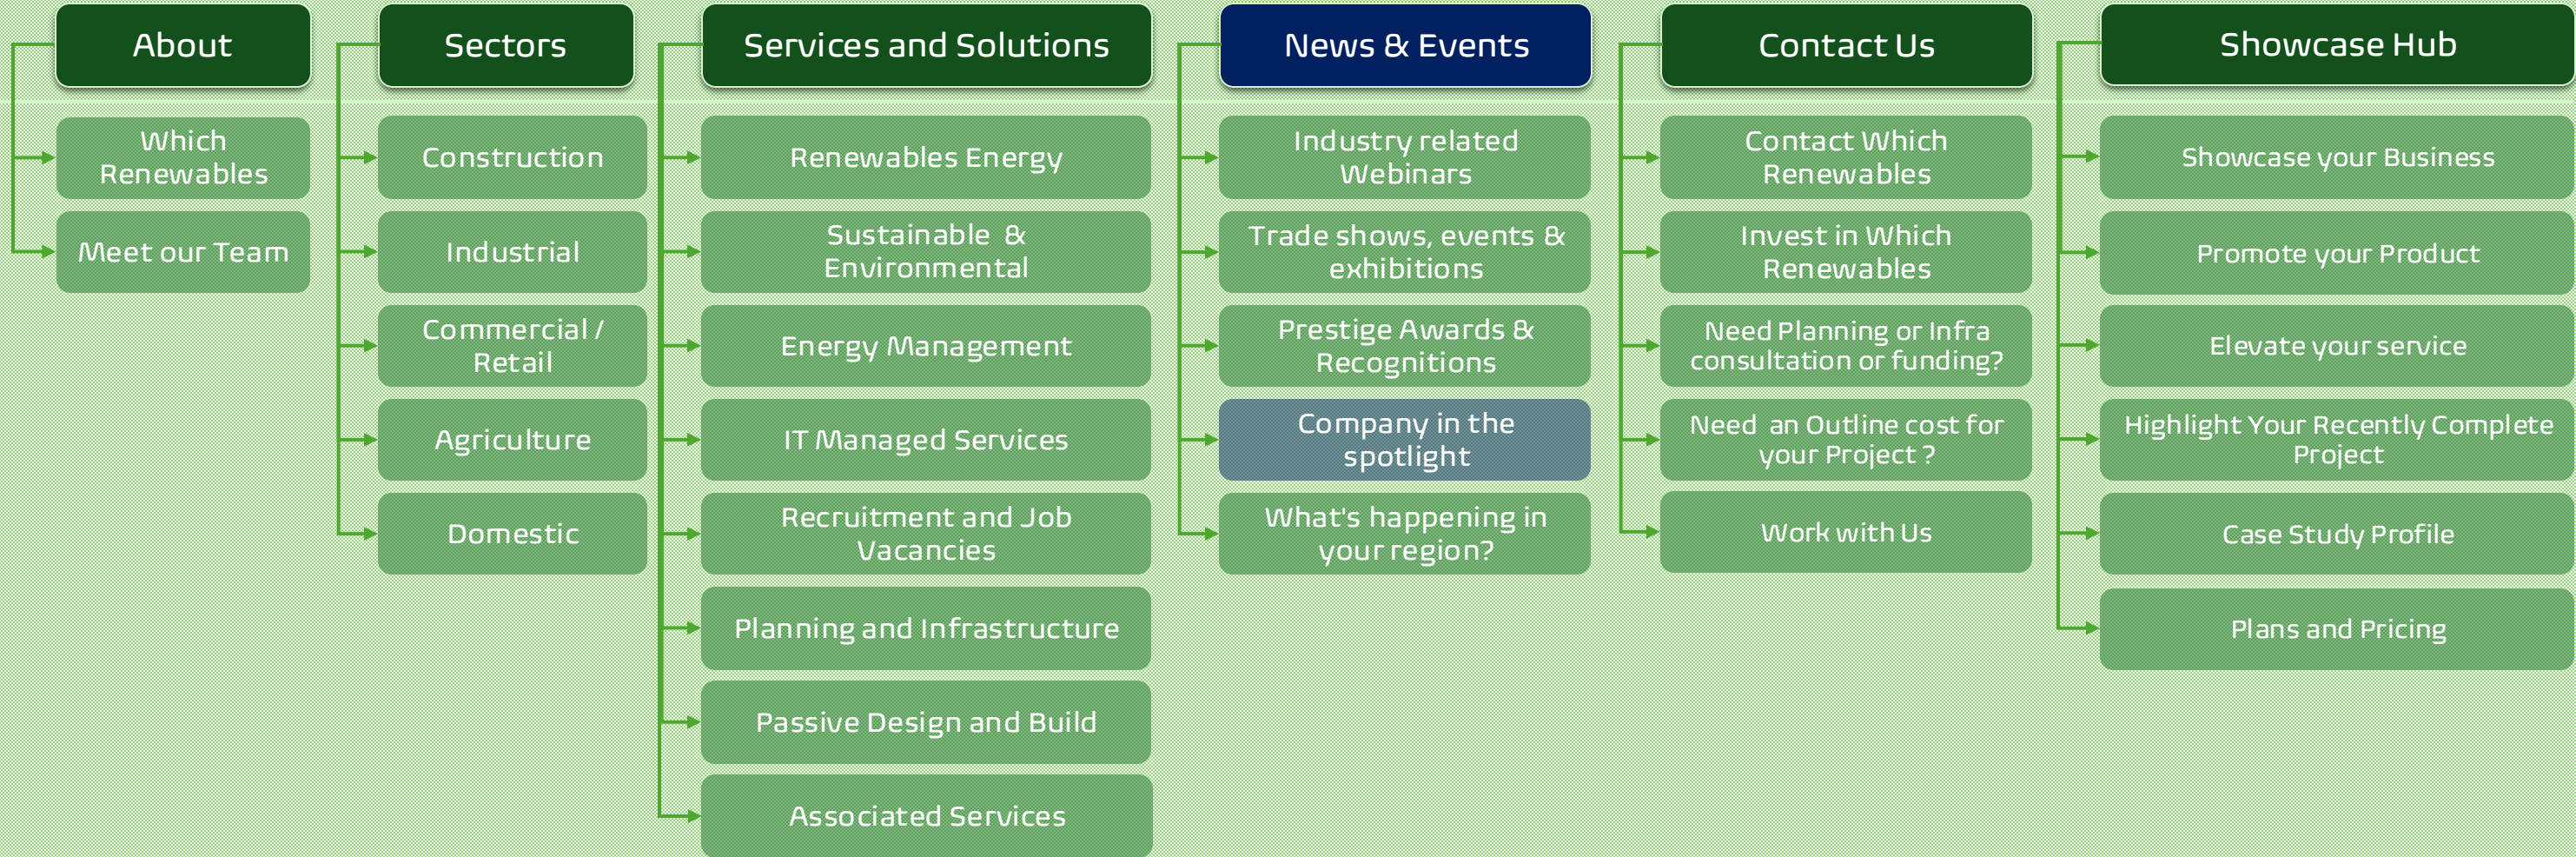 About
Which
Renewables
Meet our Team
Sectors
Construction
Industrial
Commercial /
Retail
Agriculture
Domestic
Services and Solutions
Renewables Energy
Sustainable &
Environmental
Energy Management
IT Managed Services
Recruitment and Job
Vacancies
Planning and Infrastructure
Passive Design and Build
Associated Services
News & Events
Industry related
Webinars
Trade shows, events &
exhibitions
Prestige Awards &
Recognitions
Company in the
spotlight
What's happening in
your region?
Contact Us
Contact Which
Renewables
Invest in Which
Renewables
Need Planning or Infra
consultation or funding?
Need an Outline cost for
your Project ?
Work with Us
Showcase Hub
Showcase your Business
Promote your Product
Elevate your service
Highlight Your Recently Complete
Project
Case Study Profile
Plans and Pricing